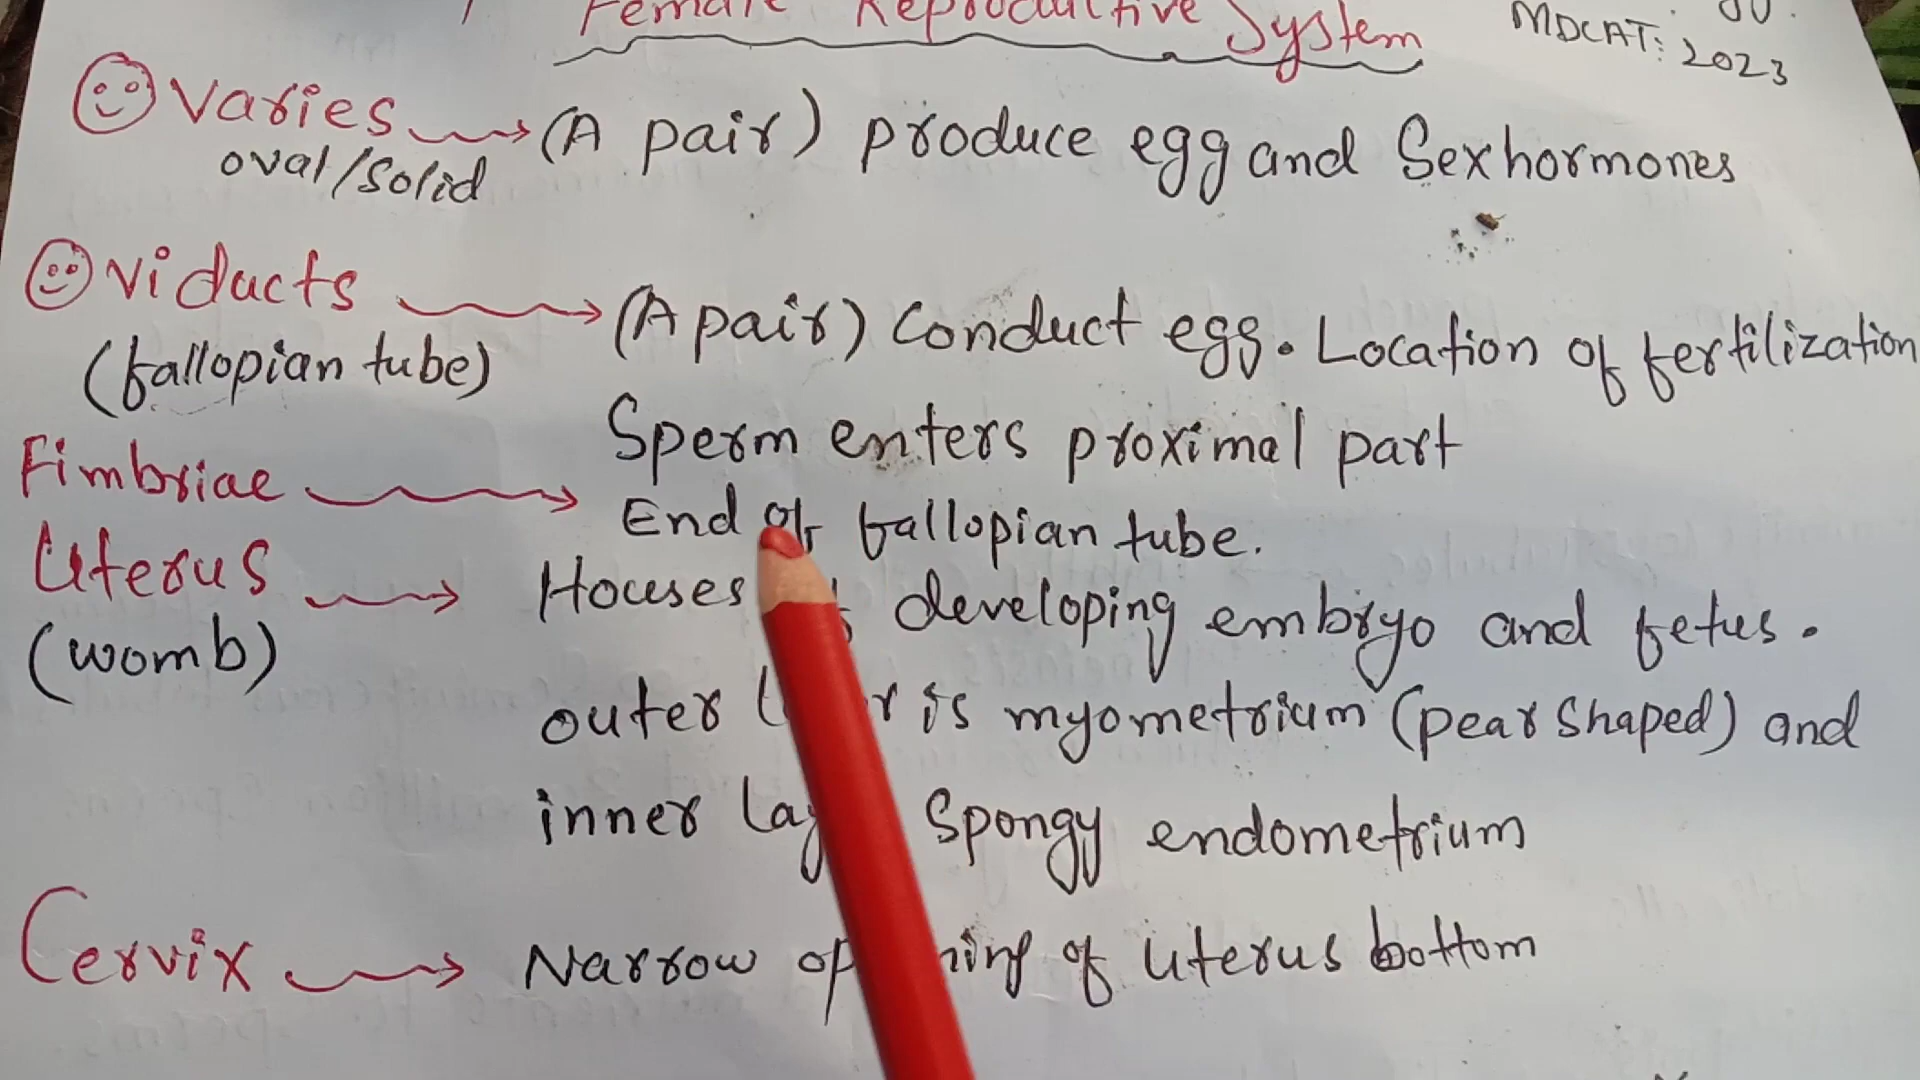 Female Reproductive System
MDCAT: 2023
Ovaries → (A pair) produce egg and Sex hormones
oval/solid
Oviducts → (A pair) Conduct egg. Location of fertilization
(fallopian tube)
Sperm enters proximal part
Fimbriae → End of fallopian tube.
Uterus → Houses developing embryo and fetus.
(womb)
outer is myometrium (pear shaped) and
inner Spongy endometrium
Cervix → Narrow opening of Uterus bottom